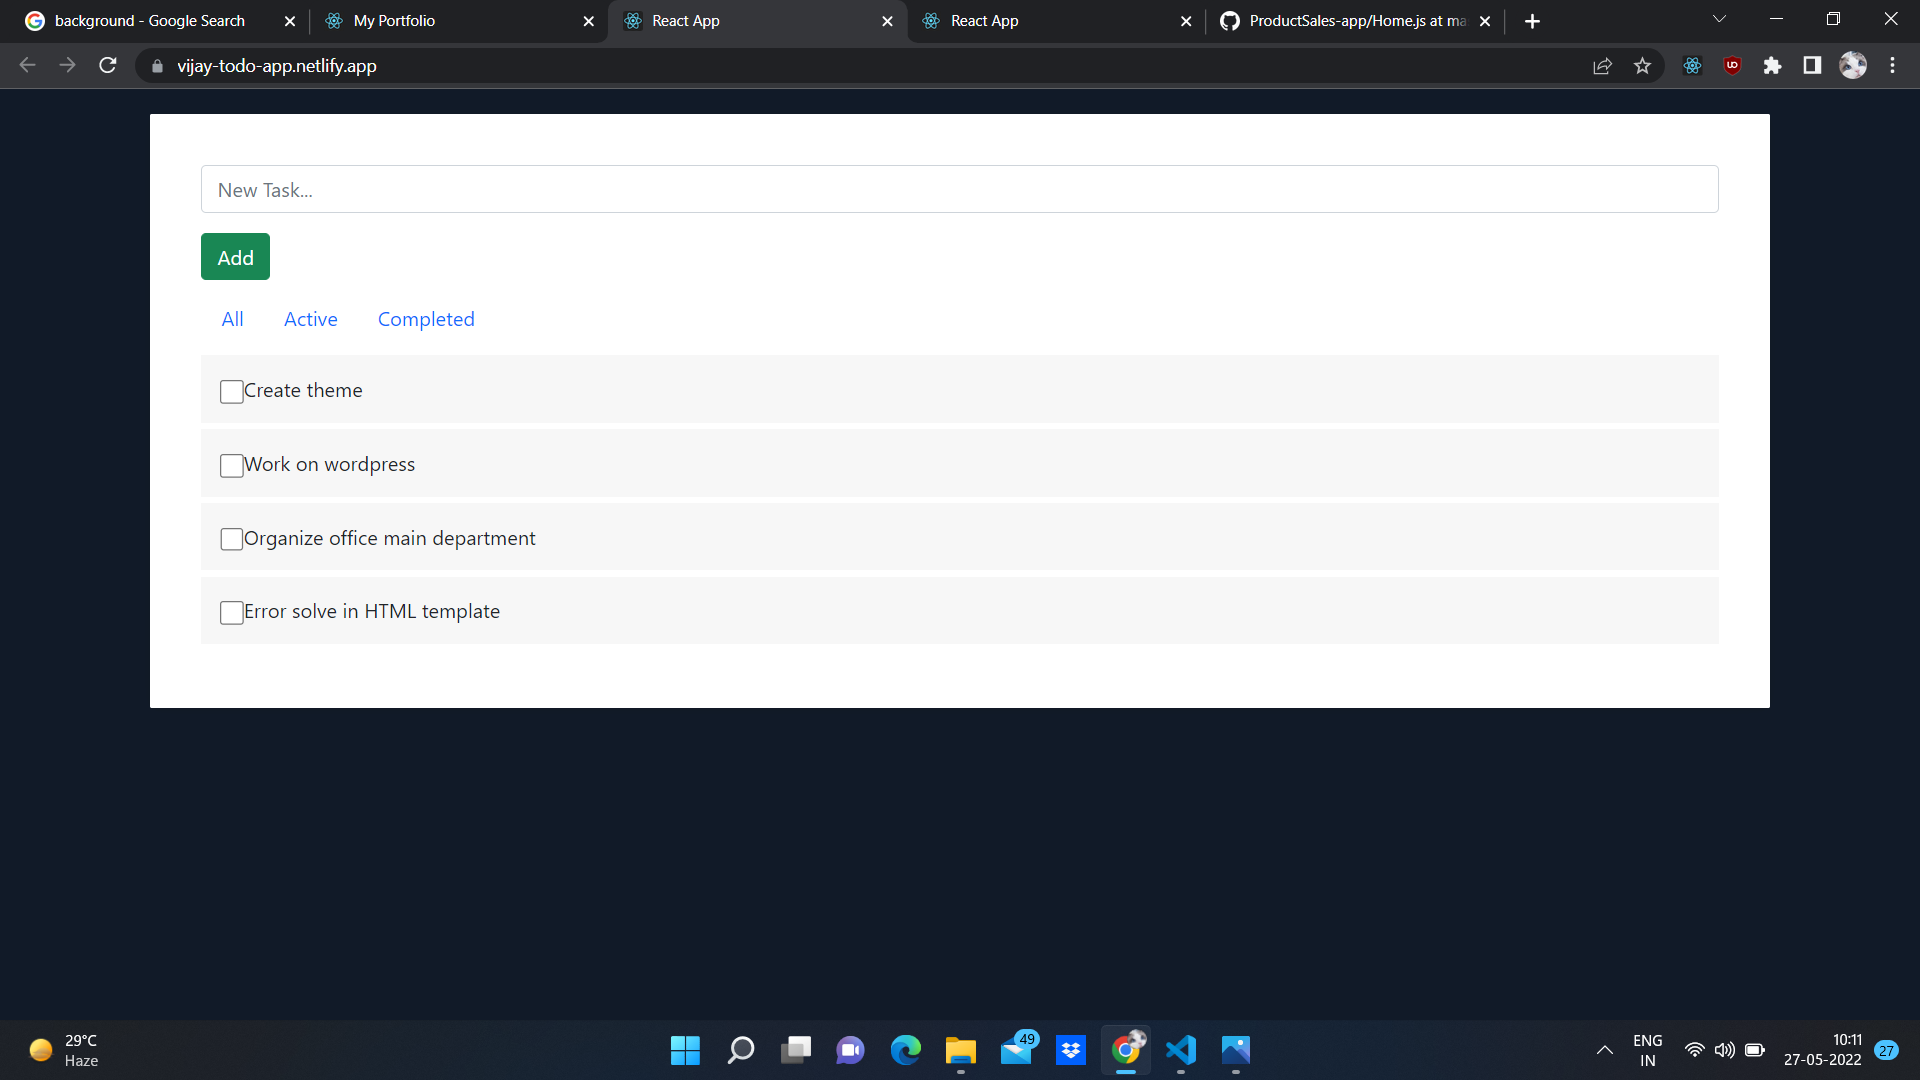 background - Google Search
My Portfolio
React App
React App
ProductSales-app/Home.js at ma
vijay-todo-app.netlify.app
UD
New Task...
Add
All Active Completed
Create theme
Work on wordpress
Organize office main department
Error solve in HTML template
29°C
Haze
49
ENG
IN
10:11
27-05-2022
27